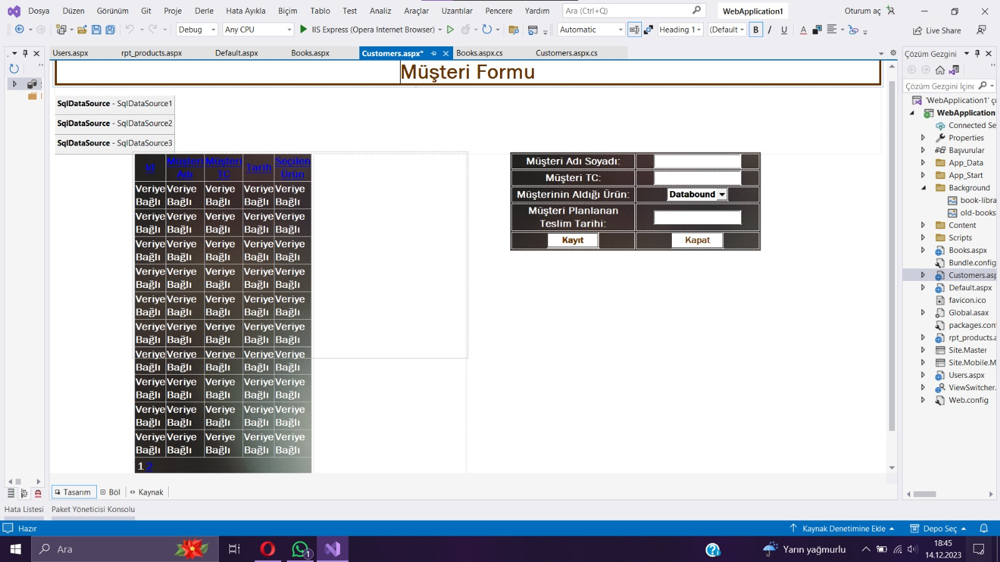 Dosya Düzen Görünüm Git Proje Derle Hata Ayıkla Biçim Tablo Test Analiz Araçlar Uzantılar Pencere Yardım Ara (Ctrl+Q) WebApplication1 Oturum aç
Debug Any CPU IIS Express (Opera Internet Browser) Automatic Heading 1 (Default B I U A Live Share
Users.aspx rpt_products.aspx Default.aspx Books.aspx Customers.aspx* Books.aspx.cs Customers.aspx.cs
Çözüm Gezgini
Müşteri Formu
SqlDataSource - SqlDataSource1
SqlDataSource - SqlDataSource2
SqlDataSource - SqlDataSource3
Id Müşteri Adı Müşteri TC Tarih Seçilen Ürün
Veriye Bağlı Veriye Bağlı Veriye Bağlı Veriye Bağlı Veriye Bağlı
Veriye Bağlı Veriye Bağlı Veriye Bağlı Veriye Bağlı Veriye Bağlı
Veriye Bağlı Veriye Bağlı Veriye Bağlı Veriye Bağlı Veriye Bağlı
Veriye Bağlı Veriye Bağlı Veriye Bağlı Veriye Bağlı Veriye Bağlı
Veriye Bağlı Veriye Bağlı Veriye Bağlı Veriye Bağlı Veriye Bağlı
Veriye Bağlı Veriye Bağlı Veriye Bağlı Veriye Bağlı Veriye Bağlı
Veriye Bağlı Veriye Bağlı Veriye Bağlı Veriye Bağlı Veriye Bağlı
Veriye Bağlı Veriye Bağlı Veriye Bağlı Veriye Bağlı Veriye Bağlı
Veriye Bağlı Veriye Bağlı Veriye Bağlı Veriye Bağlı Veriye Bağlı
Veriye Bağlı Veriye Bağlı Veriye Bağlı Veriye Bağlı Veriye Bağlı
1 2
Müşteri Adı Soyadı:
Müşteri TC:
Müşterinin Aldığı Ürün: Databound
Müşteri Planlanan
Teslim Tarihi:
Kayıt Kapat
Çözüm Gezgini İçinc
'WebApplication1' ç
WebApplication
Connected Se
Properties
Başvurular
App_Data
App_Start
Background
book-libra
old-books
Content
Scripts
Books.aspx
Bundle.config
Customers.asp
Default.aspx
favicon.ico
Global.asax
packages.con
rpt_products.a
Site.Master
Site.Mobile.M
Users.aspx
ViewSwitcher.
Web.config
Tasarım Böl Kaynak
Hata Listesi Paket Yöneticisi Konsolu
Hazır Kaynak Denetimine Ekle Depo Seç
Ara 1 Yarın yağmurlu 18:45
14.12.2023